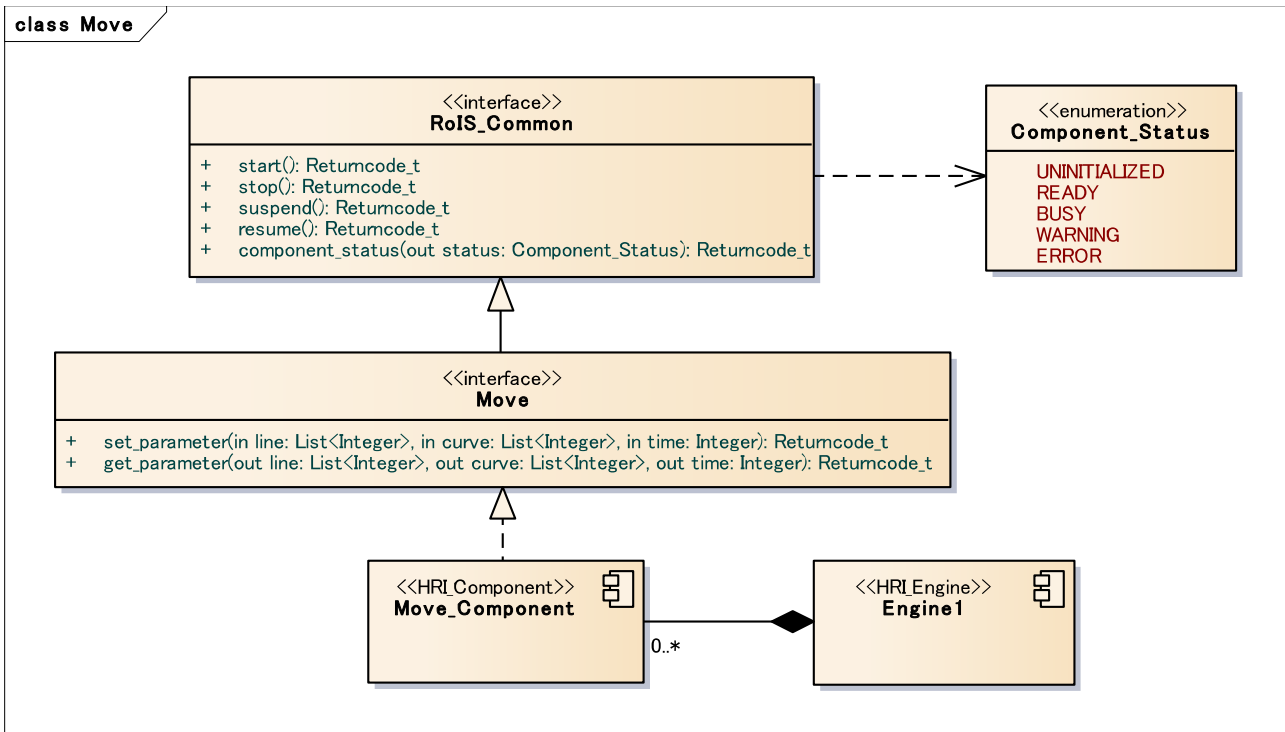 class Move
<<interface>>
RoIS_Common
+ start(): Returncode_t
+ stop(): Returncode_t
+ suspend(): Returncode_t
+ resume(): Returncode_t
+ component_status(out status: Component_Status): Returncode_t
<<enumeration>>
Component_Status
UNINITIALIZED
READY
BUSY
WARNING
ERROR
<<interface>>
Move
+ set_parameter(in line: List<Integer>, in curve: List<Integer>, in time: Integer): Returncode_t
+ get_parameter(out line: List<Integer>, out curve: List<Integer>, out time: Integer): Returncode_t
<<HRI_Component>>
Move_Component
0..*
<<HRI_Engine>>
Engine1